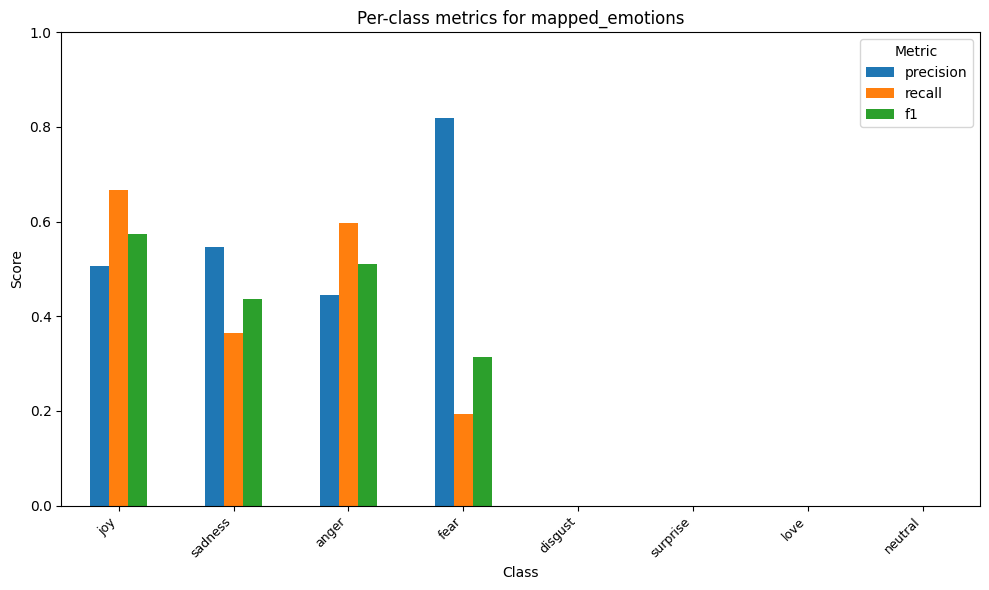 Per-class metrics for mapped_emotions
Metric
precision
recall
f1
Score
1.0
0.8
0.6
0.4
0.2
0.0
joy
sadness
anger
fear
disgust
surprise
love
neutral
Class